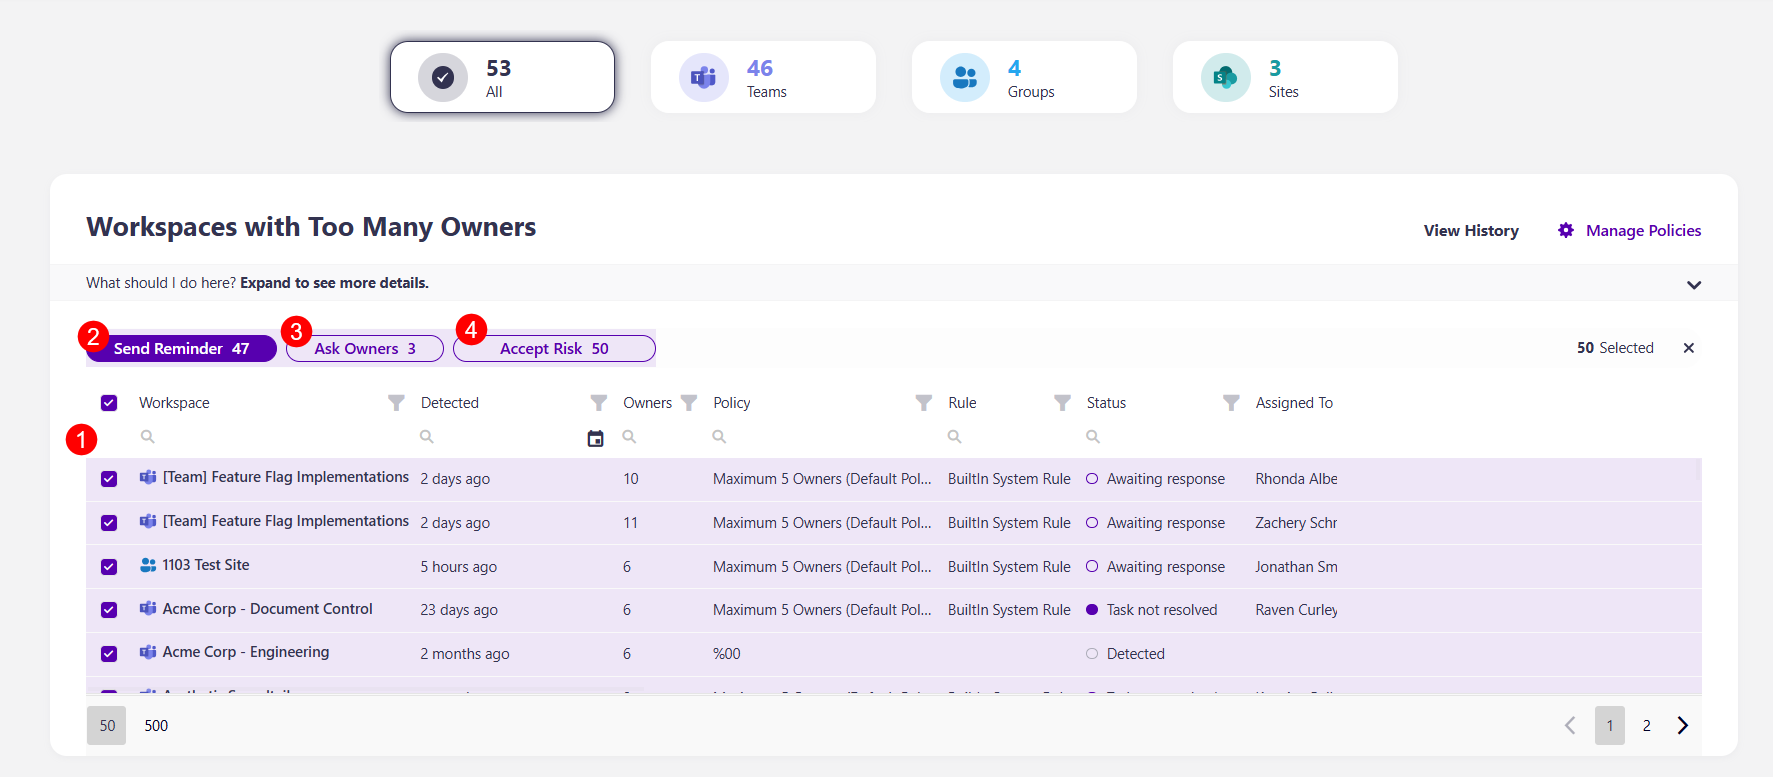 53
All
46
Teams
4
Groups
3
Sites
Workspaces with Too Many Owners
View History
Manage Policies
What should I do here? Expand to see more details.
2
3
4
Send Reminder 47
Ask Owners 3
Accept Risk 50
50 Selected
Workspace Detected Owners Policy Rule Status Assigned To
1
[Team] Feature Flag Implementations 2 days ago 10 Maximum 5 Owners (Default Pol... BuiltIn System Rule Awaiting response Rhonda Albe
[Team] Feature Flag Implementations 2 days ago 11 Maximum 5 Owners (Default Pol... BuiltIn System Rule Awaiting response Zachery Schr
1103 Test Site 5 hours ago 6 Maximum 5 Owners (Default Pol... BuiltIn System Rule Awaiting response Jonathan Sm
Acme Corp - Document Control 23 days ago 6 Maximum 5 Owners (Default Pol... BuiltIn System Rule Task not resolved Raven Curley
Acme Corp - Engineering 2 months ago 6 %00 Detected
50 500
1 2